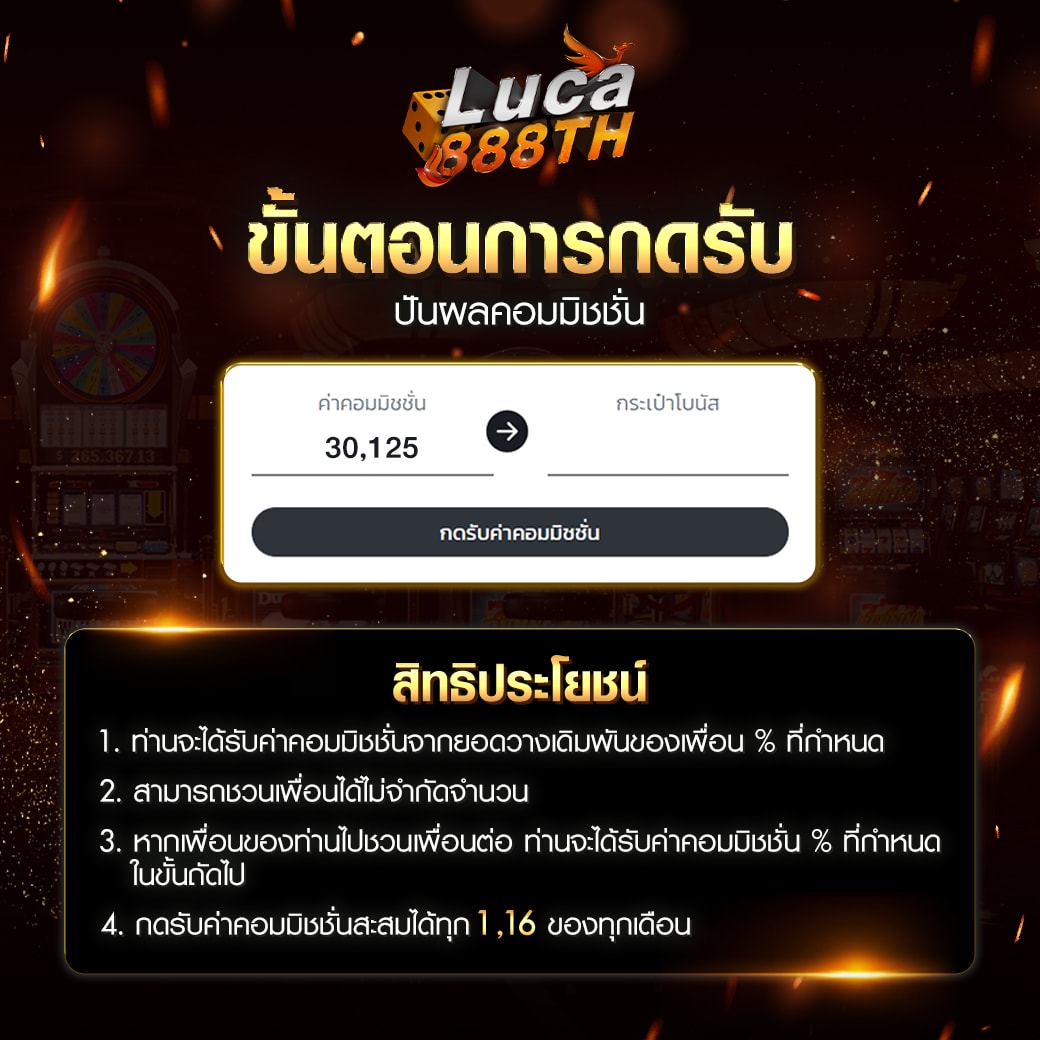 Luca
888TH
ขั้นตอนการกดรับ
ปันผลคอมมิชชั่น
ค่าคอมมิชชั่น
กระเป๋าโบนัส
30,125
กดรับค่าคอมมิชชั่น
สิทธิประโยชน์
1. ท่านจะได้รับค่าคอมมิชชั่นจากยอดวางเดิมพันของเพื่อน % ที่กำหนด
2. สามารถชวนเพื่อนได้ไม่จำกัดจำนวน
3. หากเพื่อนของท่านไปชวนเพื่อนต่อ ท่านจะได้รับค่าคอมมิชชั่น % ที่กำหนด
ในขั้นถัดไป
4. กดรับค่าคอมมิชชั่นสะสมได้ทุก 1,16 ของทุกเดือน